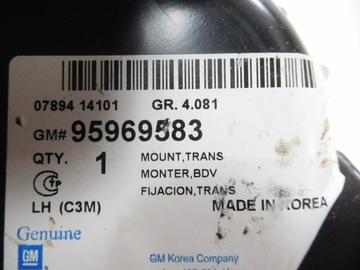 07894 14101 GR. 4.081
GM# 95969583
QTY. 1 MOUNT,TRANS
MONTER,BDV
FIJACION,TRANS
LH (C3M) MADE IN KOREA
Genuine
GM
GM Korea Company